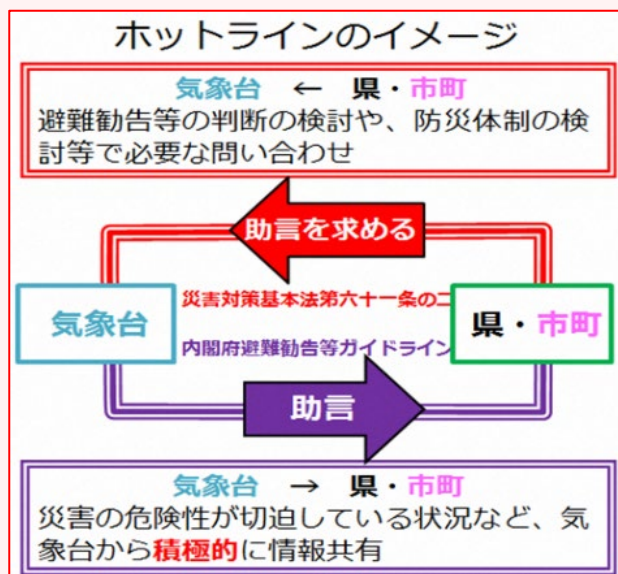 ホットラインのイメージ
気象台 ← 県・市町
避難勧告等の判断の検討や、防災体制の検
討等で必要な問い合わせ
助言を求める
災害対策基本法第六十一条の二
気象台
県・市町
内閣府避難勧告等ガイドライン
助言
気象台 → 県・市町
災害の危険性が切迫している状況など、気
象台から積極的に情報共有